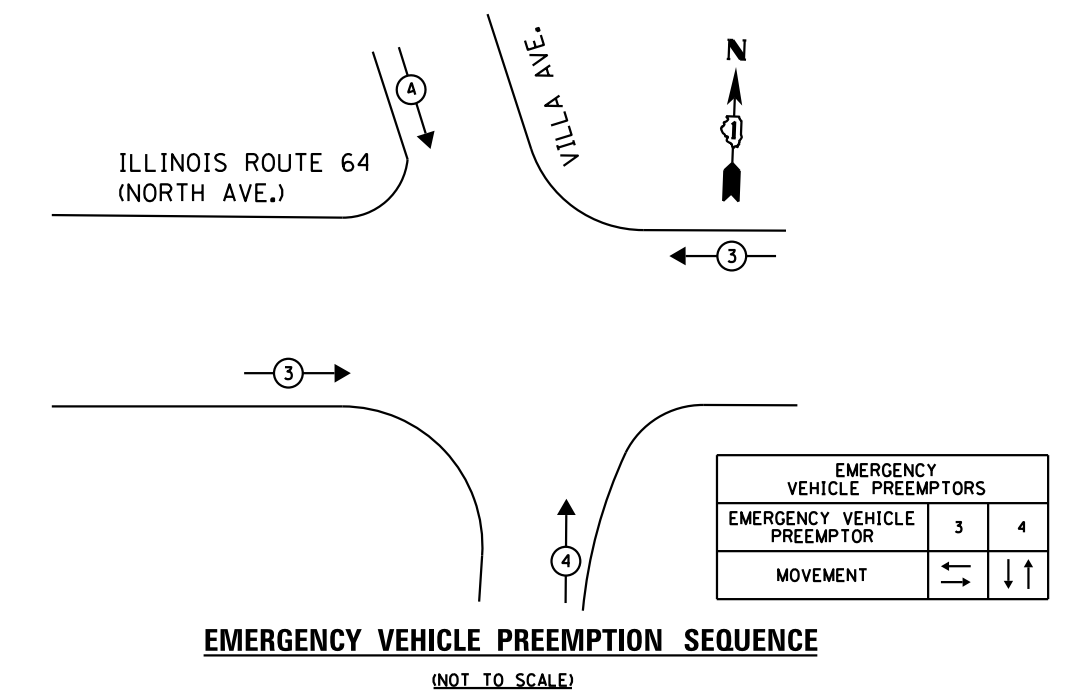 N
1
VILLA AVE.
4
ILLINOIS ROUTE 64
(NORTH AVE.)
3
3
4
EMERGENCY
VEHICLE PREEMPTORS
EMERGENCY VEHICLE
PREEMPTOR
3
4
MOVEMENT
EMERGENCY VEHICLE PREEMPTION SEQUENCE
(NOT TO SCALE)